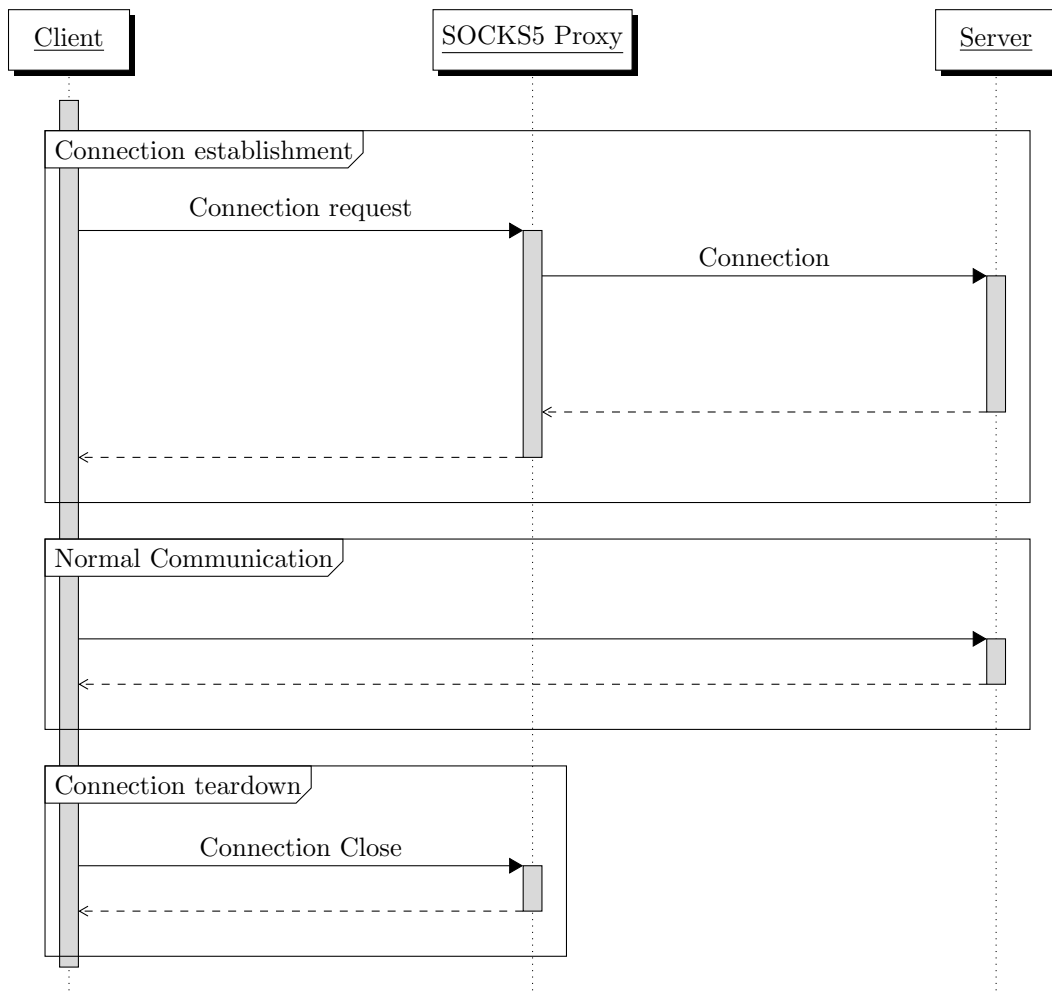 Client
SOCKS5 Proxy
Server
Connection establishment
Connection request
Connection
Normal Communication
Connection teardown
Connection Close